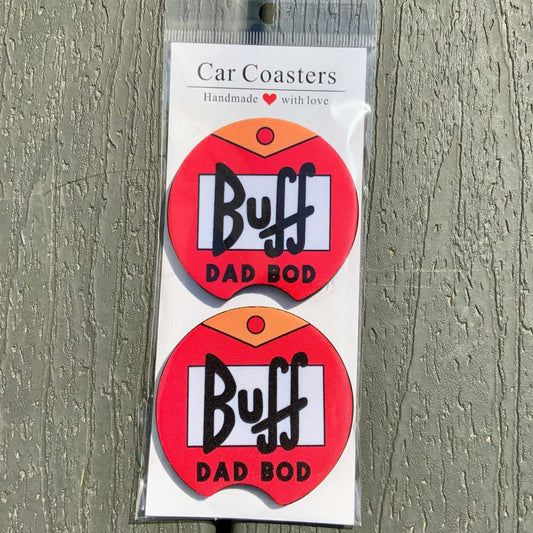 Car Coasters
Handmade ❤ with love
Buff
DAD BOD
Buff
DAD BOD